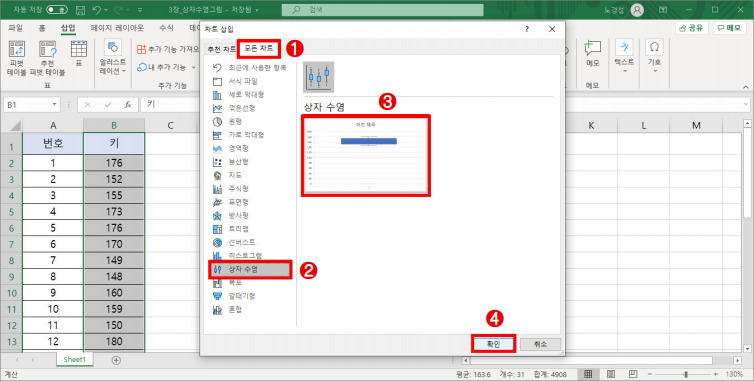 자동 저장 3장_상자수염그림 - 저장됨 검색 노경섭
파일 홈 삽입 페이지 레이아웃 수식 공유 메모
피벗 테이블 추천 피벗 테이블 표 일러스트레이션 추가 기능 가져오 내 추가 기능 메모 텍스트 기호
표 추가 기능 메모
B1 fx 키
차트 삽입 ? ×
추천 차트 모든 차트 1
최근에 사용한 항목
서식 파일
세로 막대형
꺾은선형
원형
가로 막대형
영역형
분산형
지도
주식형
표면형
방사형
트리맵
선버스트
히스토그램
상자 수염 2
폭포
깔때기형
혼합
상자 수염 3
차트 제목
4
확인 취소
A B C K L M
1 번호 키
2 1 176
3 2 152
4 3 155
5 4 173
6 5 176
7 6 170
8 7 149
9 8 148
10 9 160
11 10 159
12 11 150
13 12 180
Sheet1
계산 평균: 163.6 개수: 31 합계: 4908 130%